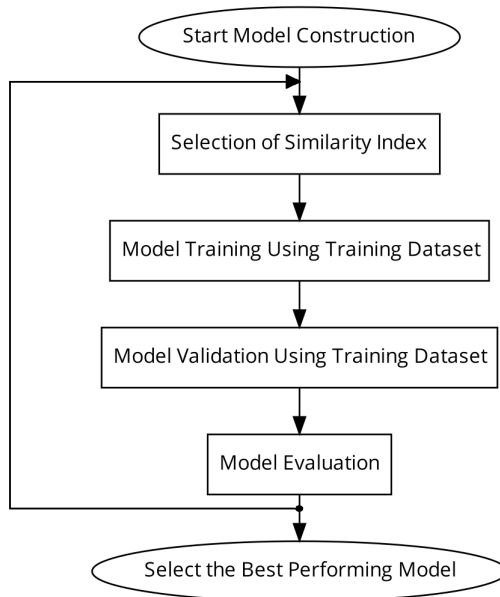 Start Model Construction
Selection of Similarity Index
Model Training Using Training Dataset
Model Validation Using Training Dataset
Model Evaluation
Select the Best Performing Model